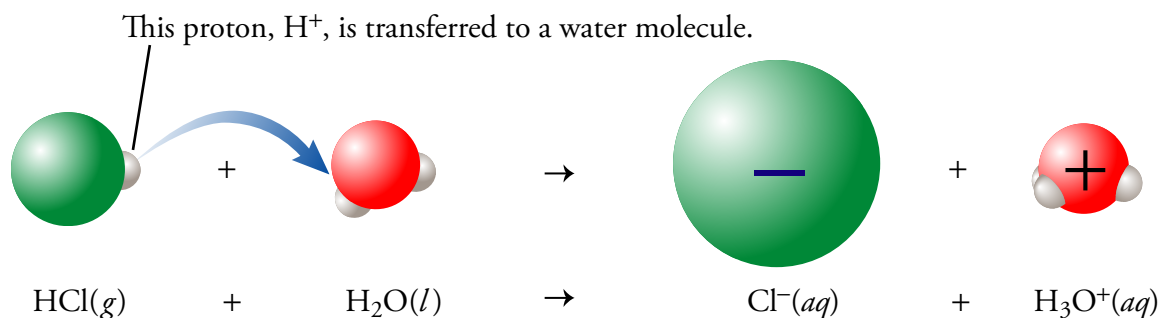 This proton, H⁺, is transferred to a water molecule.
+ → − + +
HCl(g) + H₂O(l) → Cl⁻(aq) + H₃O⁺(aq)